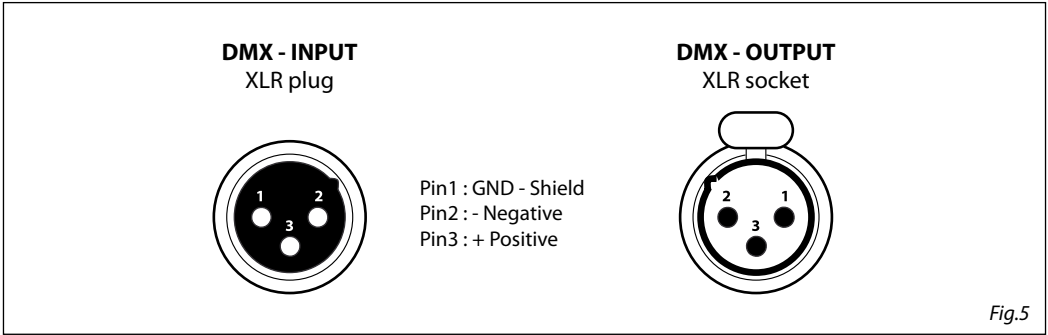 DMX - INPUT
XLR plug
1 2
3
Pin1 : GND - Shield
Pin2 : - Negative
Pin3 : + Positive
DMX - OUTPUT
XLR socket
2 1
3
Fig.5